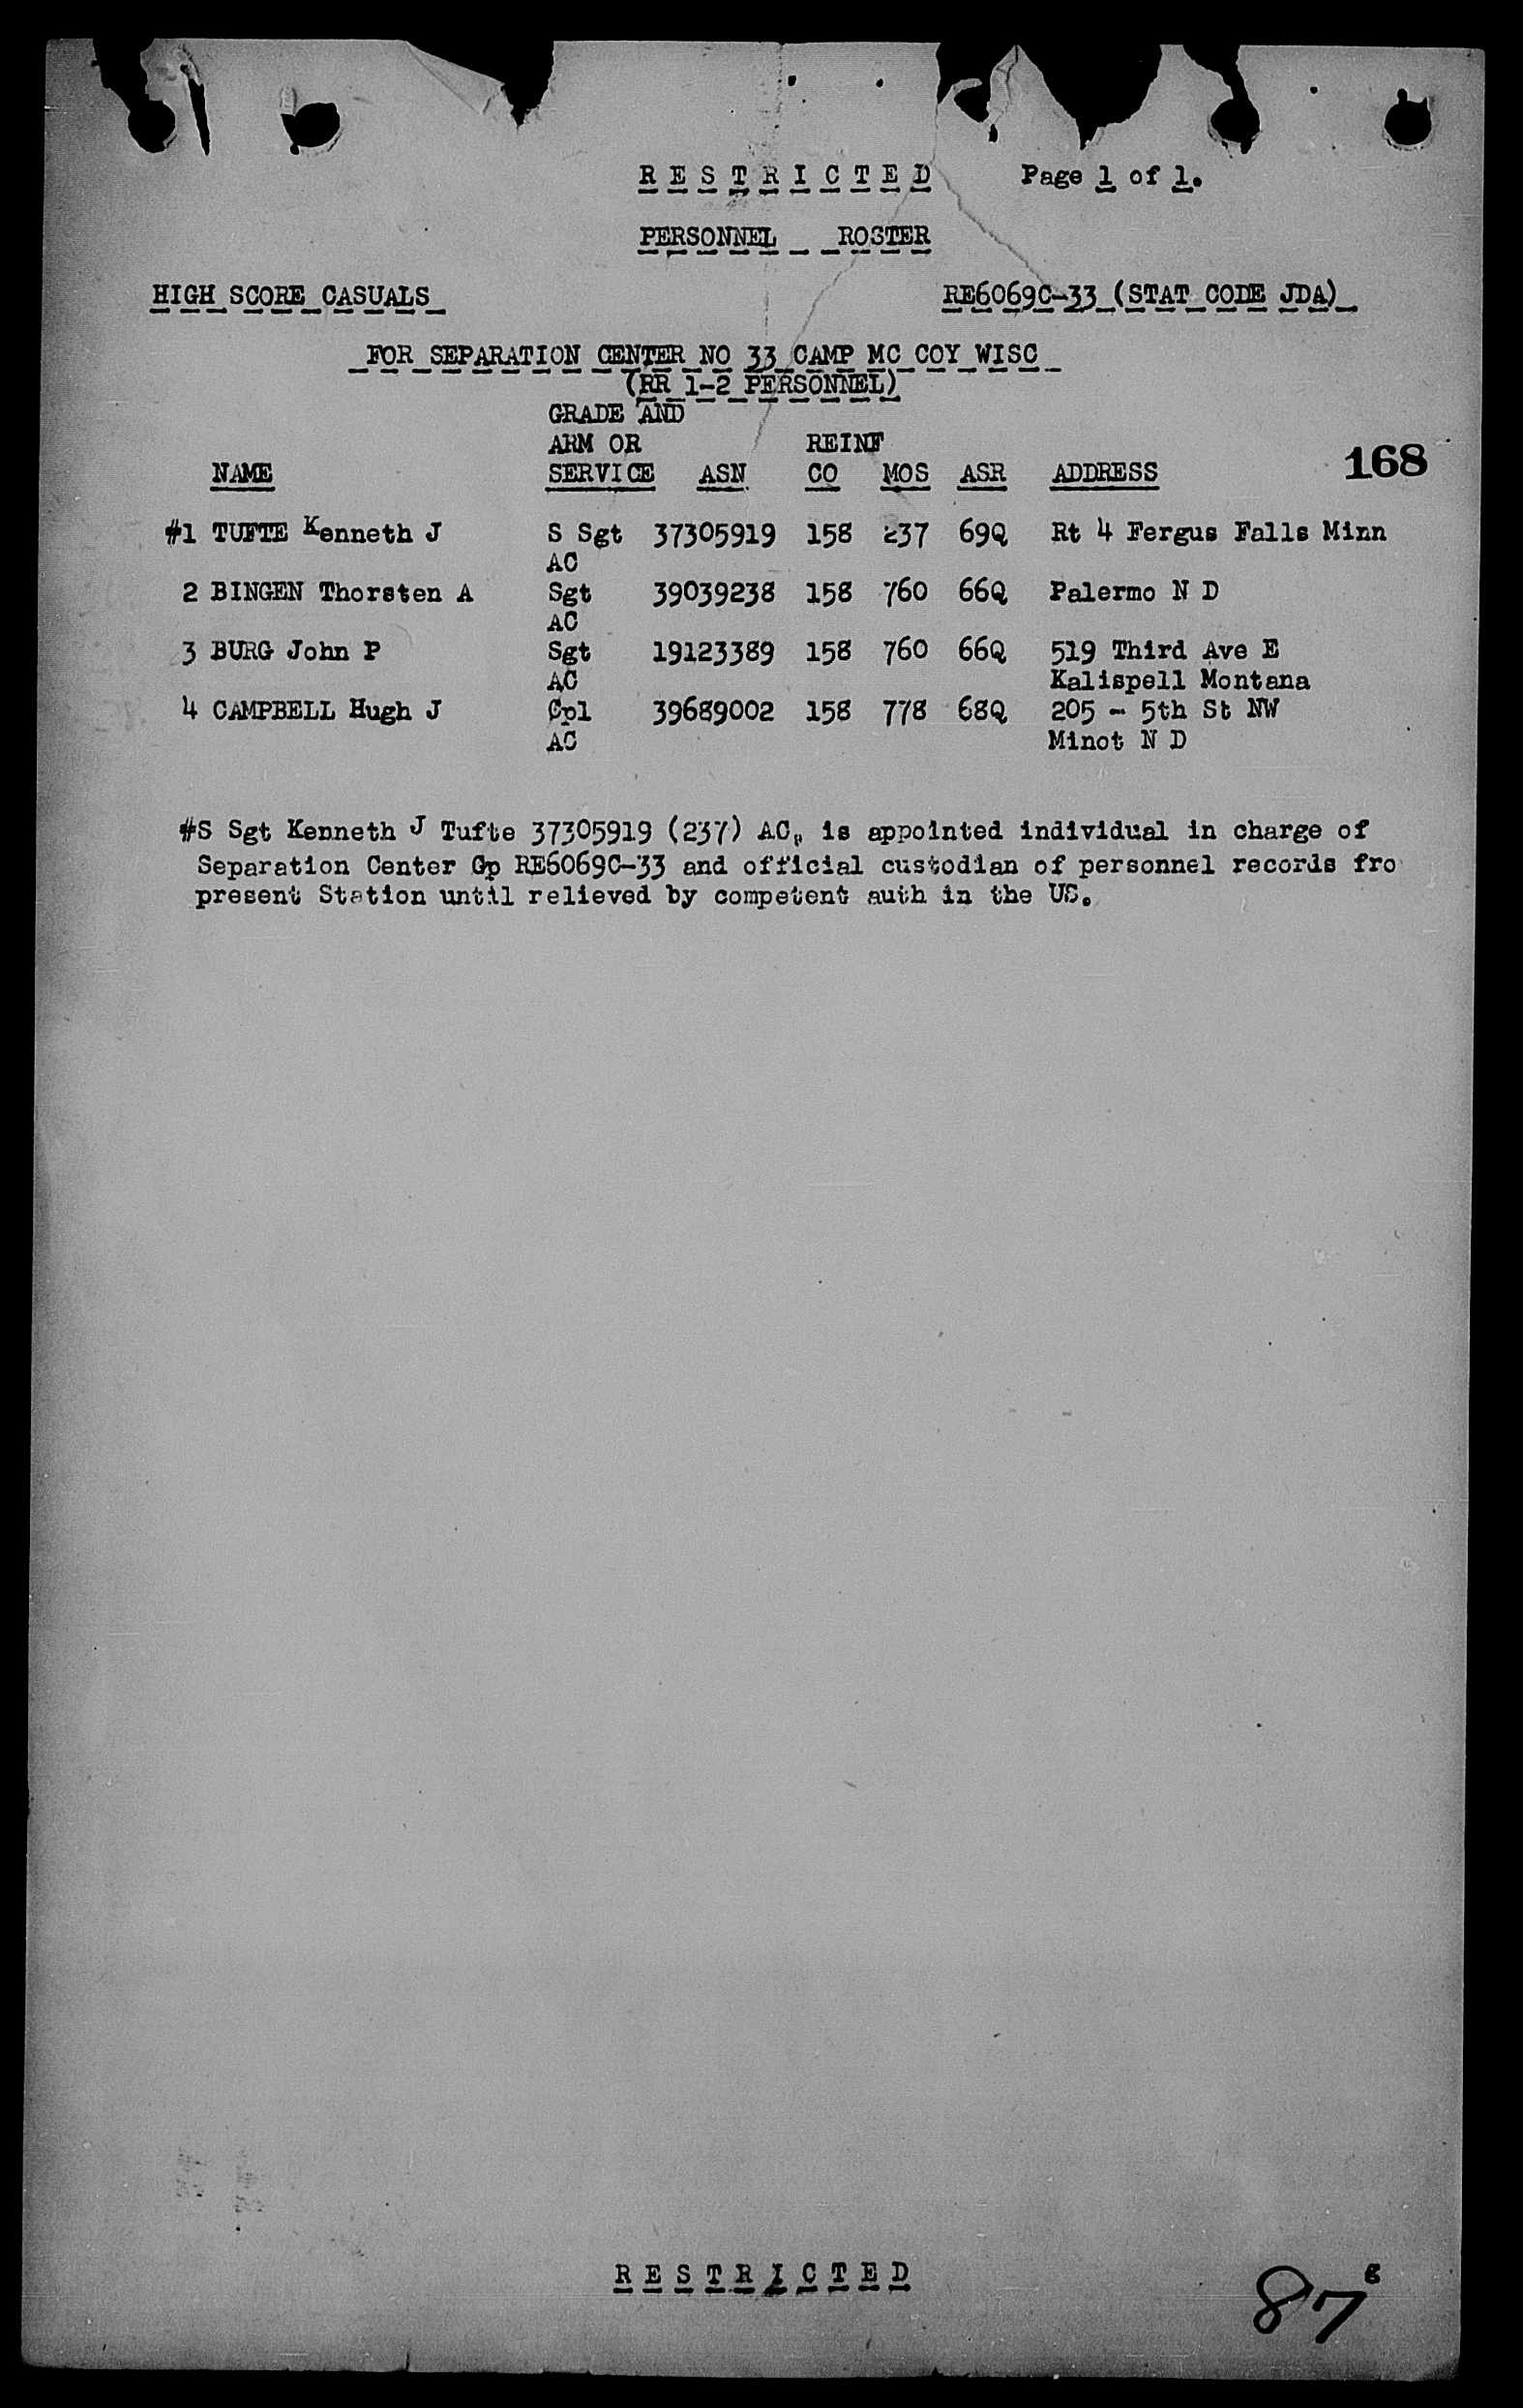 R E S T R I C T E D Page 1 of 1.
PERSONNEL ROSTER
HIGH SCORE CASUALS RE6069C-33 (STAT CODE JDA)
FOR SEPARATION CENTER NO 33 CAMP MC COY WISC
(RR 1-2 PERSONNEL)
GRADE AND
ARM OR REINF
168
NAME SERVICE ASN CO MOS ASR ADDRESS
#1 TUFTE Kenneth J S Sgt 37305919 158 237 69Q Rt 4 Fergus Falls Minn
AC
2 BINGEN Thorsten A Sgt 39039238 158 760 66Q Palermo N D
AC
3 BURG John P Sgt 19123389 158 760 66Q 519 Third Ave E
AC Kalispell Montana
4 CAMPBELL Hugh J Cpl 39689002 158 778 68Q 205 - 5th St NW
AC Minot N D
#S Sgt Kenneth J Tufte 37305919 (237) AC, is appointed individual in charge of
Separation Center Gp RE6069C-33 and official custodian of personnel records fro
present Station until relieved by competent auth in the US.
R E S T R I C T E D
g
87